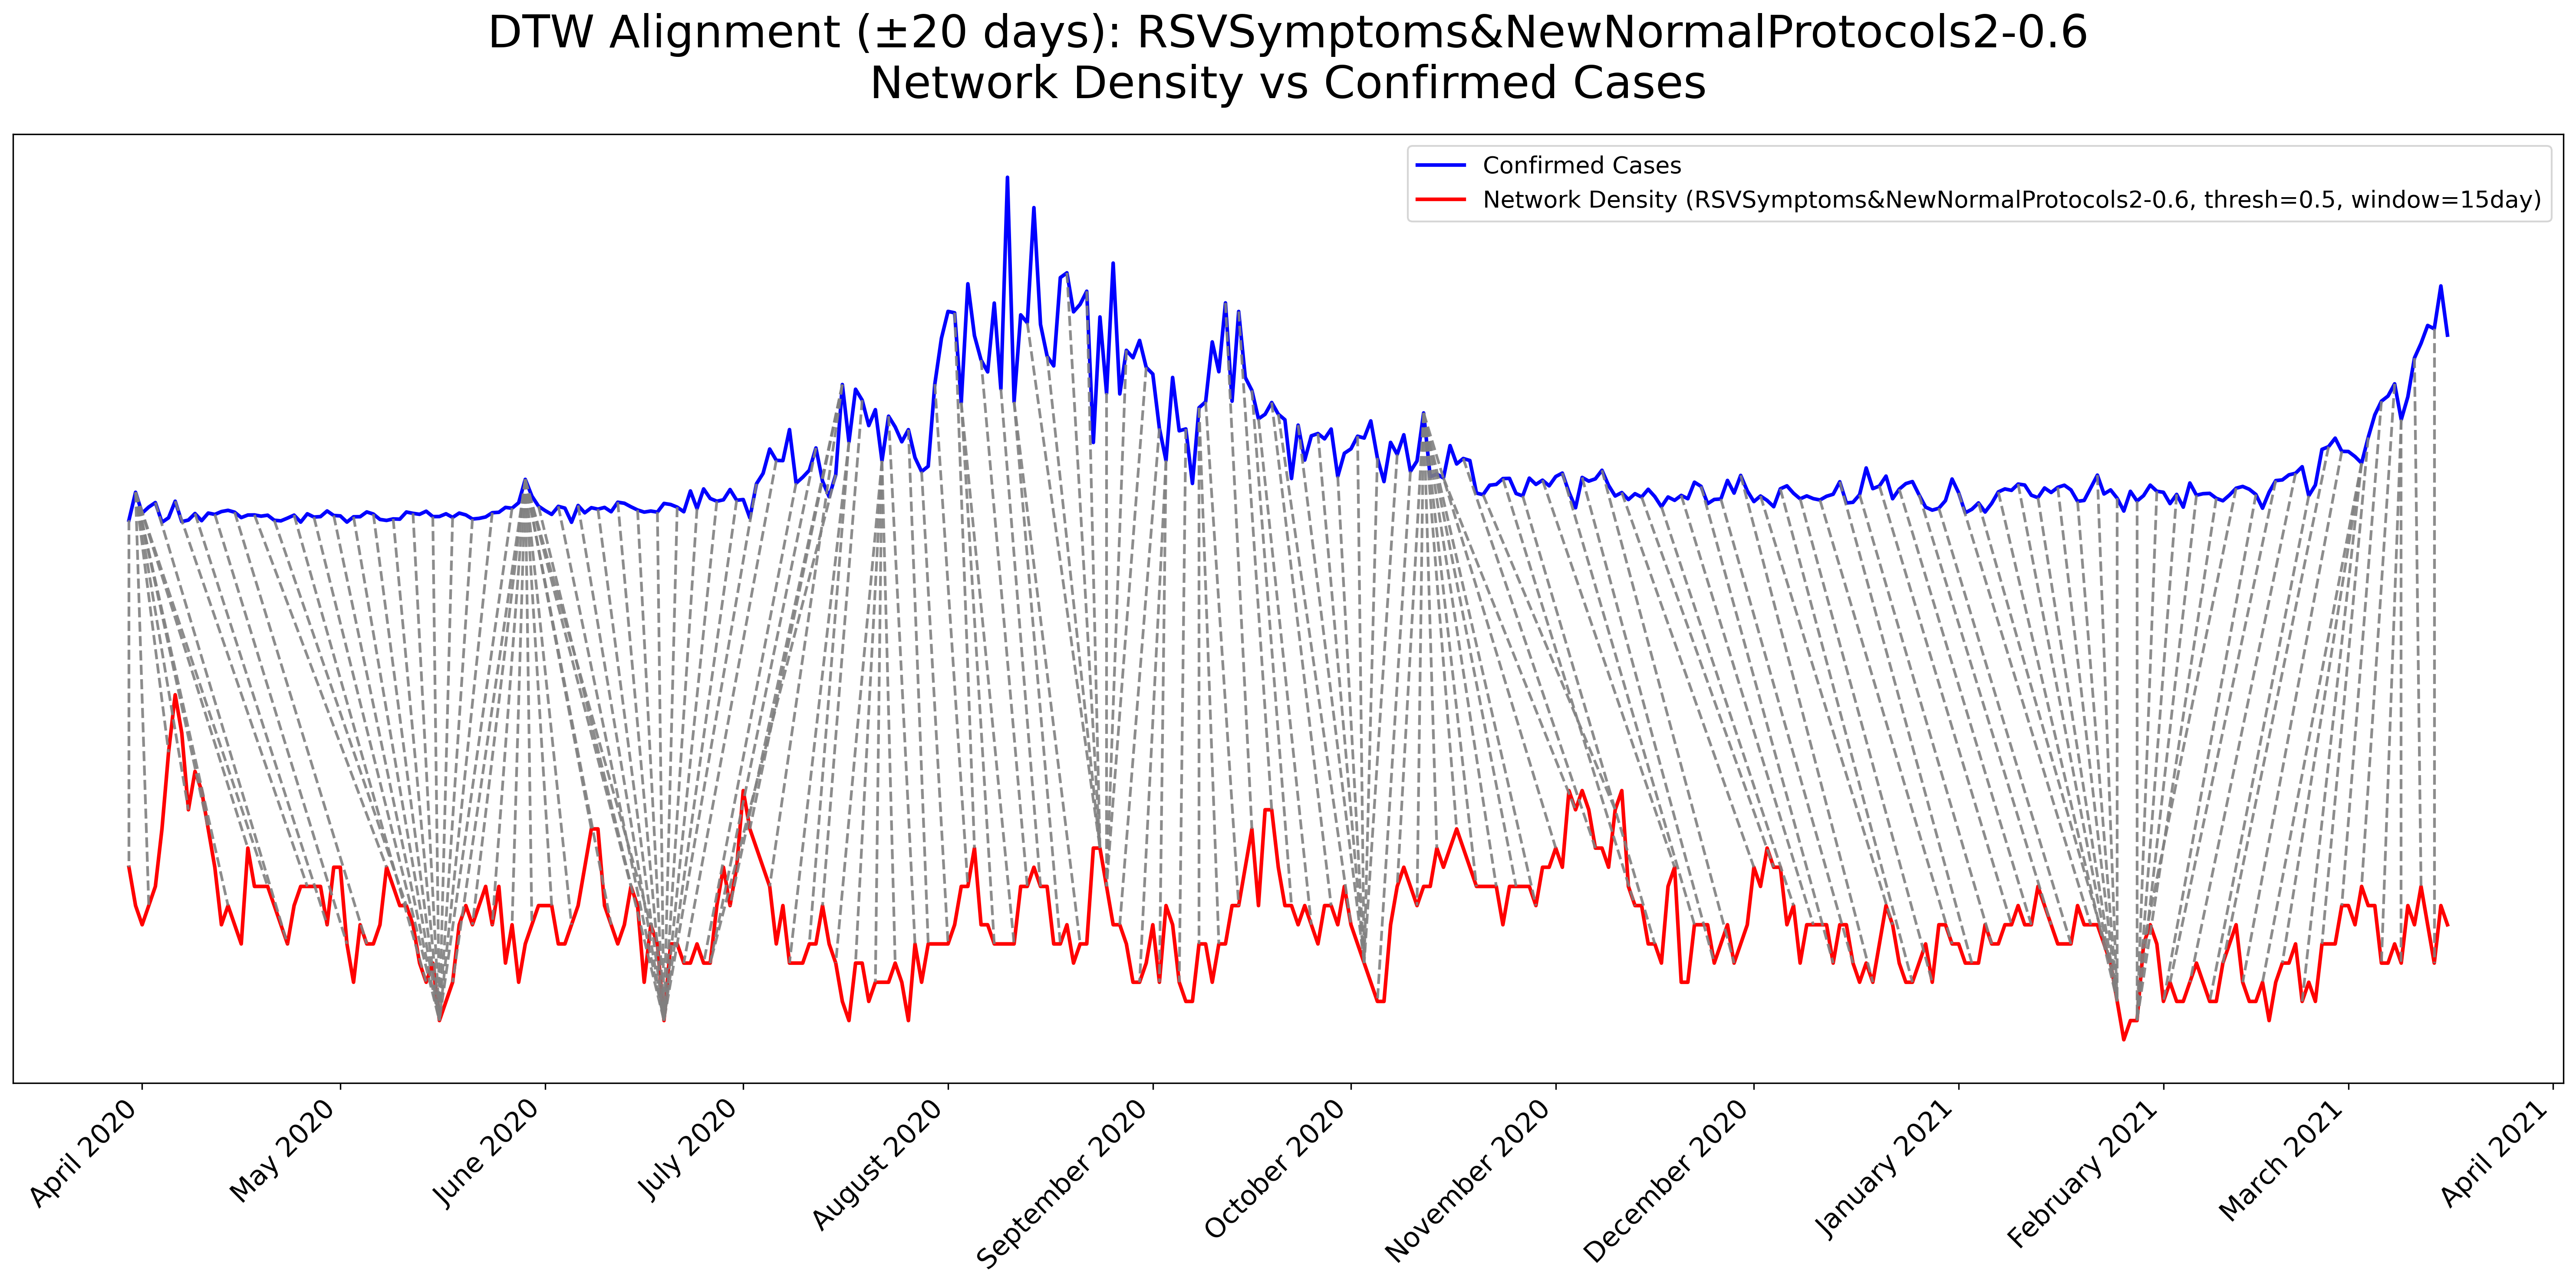 DTW Alignment (±20 days): RSVSymptoms&NewNormalProtocols2-0.6
Network Density vs Confirmed Cases
Confirmed Cases
Network Density (RSVSymptoms&NewNormalProtocols2-0.6, thresh=0.5, window=15day)
April 2020
May 2020
June 2020
July 2020
August 2020
September 2020
October 2020
November 2020
December 2020
January 2021
February 2021
March 2021
April 2021